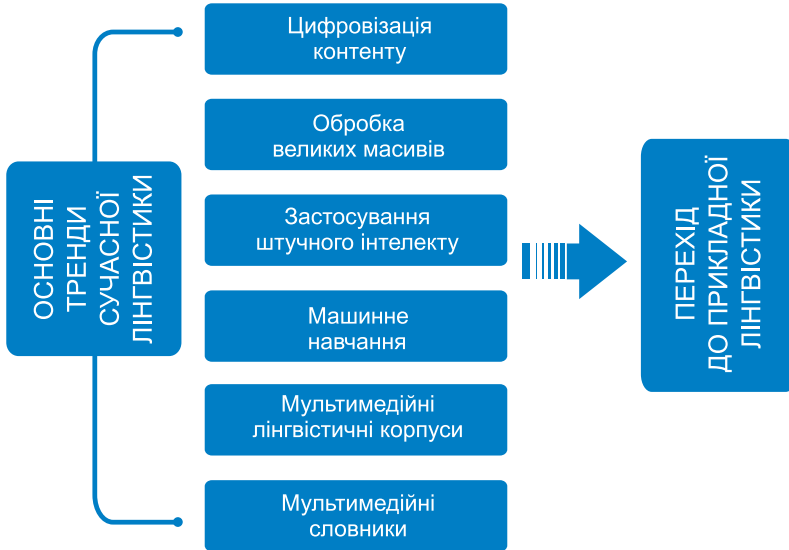 ОСНОВНІ
ТРЕНДИ
СУЧАСНОЇ
ЛІНГВІСТИКИ
Цифровізація
контенту
Обробка
великих масивів
Застосування
штучного інтелекту
Машинне
навчання
Мультимедійні
лінгвістичні корпуси
Мультимедійні
словники
ПЕРЕХІД
ДО ПРИКЛАДНОЇ
ЛІНГВІСТИКИ